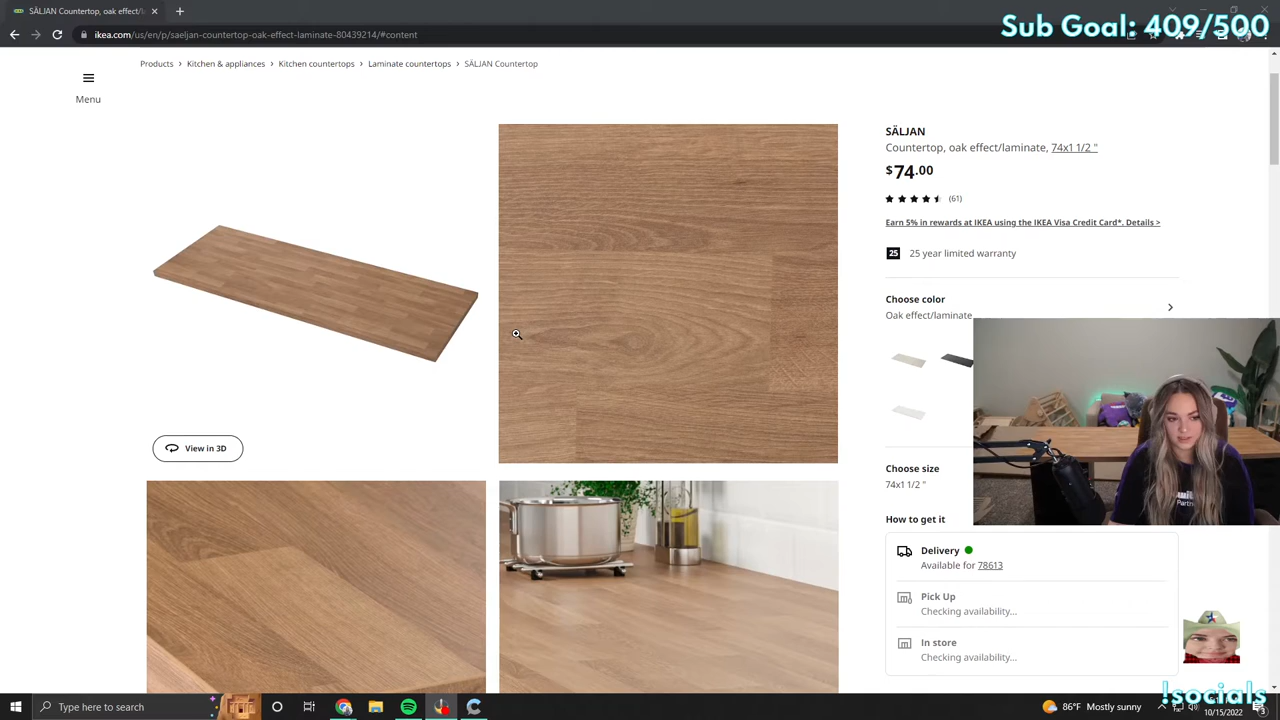 Sub Goal: 409/500
SÄLJAN Countertop, oak effect/
ikea.com/us/en/p/saeljan-countertop-oak-effect-laminate-80439214/#content
Menu
Products > Kitchen & appliances > Kitchen countertops > Laminate countertops > SÄLJAN Countertop
View in 3D
SÄLJAN
Countertop, oak effect/laminate, 74x1 1/2 "
$74.00
(61)
Earn 5% in rewards at IKEA using the IKEA Visa Credit Card*. Details >
25 25 year limited warranty
Choose color
Oak effect/laminate
Choose size
74x1 1/2 "
How to get it
Delivery
Available for 78613
Pick Up
Checking availability...
In store
Checking availability...
!socials
Type here to search
86°F Mostly sunny
10/15/2022
3